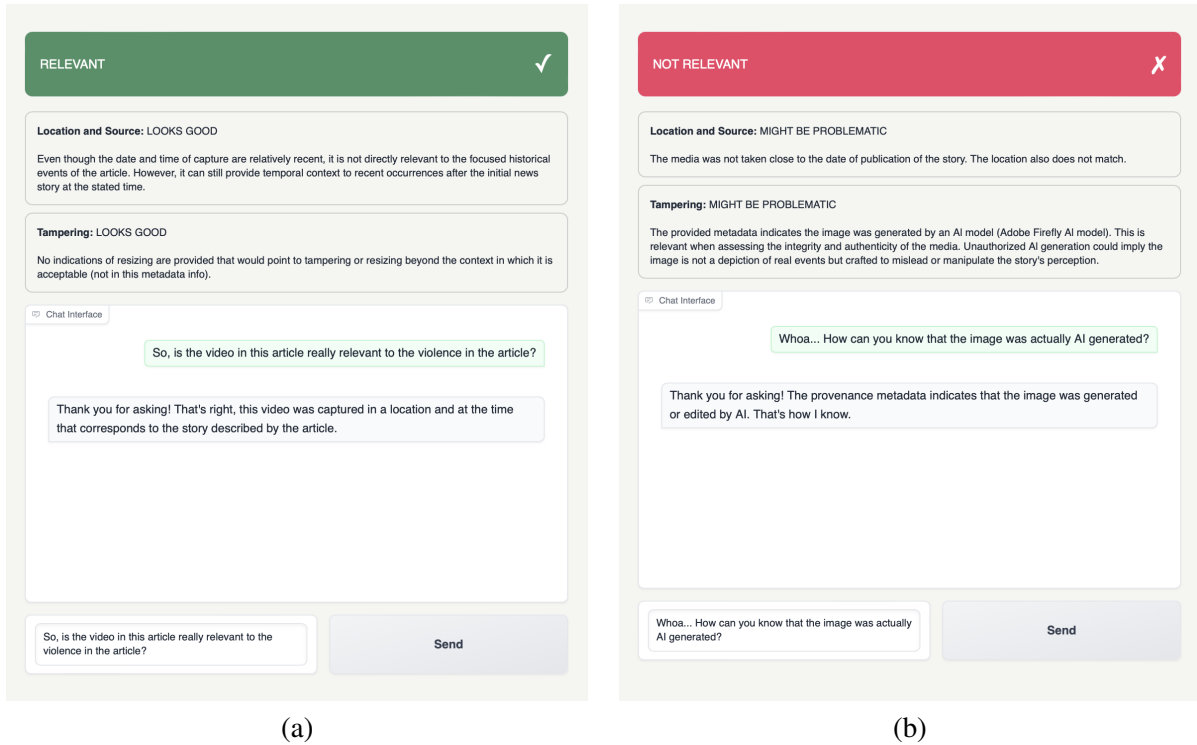 RELEVANT ✓
Location and Source: LOOKS GOOD
Even though the date and time of capture are relatively recent, it is not directly relevant to the focused historical
events of the article. However, it can still provide temporal context to recent occurrences after the initial news
story at the stated time.
Tampering: LOOKS GOOD
No indications of resizing are provided that would point to tampering or resizing beyond the context in which it is
acceptable (not in this metadata info).
Chat Interface
So, is the video in this article really relevant to the violence in the article?
Thank you for asking! That's right, this video was captured in a location and at the time
that corresponds to the story described by the article.
So, is the video in this article really relevant to the
violence in the article?
Send
(a)
NOT RELEVANT ✗
Location and Source: MIGHT BE PROBLEMATIC
The media was not taken close to the date of publication of the story. The location also does not match.
Tampering: MIGHT BE PROBLEMATIC
The provided metadata indicates the image was generated by an AI model (Adobe Firefly AI model). This is
relevant when assessing the integrity and authenticity of the media. Unauthorized AI generation could imply the
image is not a depiction of real events but crafted to mislead or manipulate the story's perception.
Chat Interface
Whoa... How can you know that the image was actually AI generated?
Thank you for asking! The provenance metadata indicates that the image was generated
or edited by AI. That's how I know.
Whoa... How can you know that the image was actually
AI generated?
Send
(b)